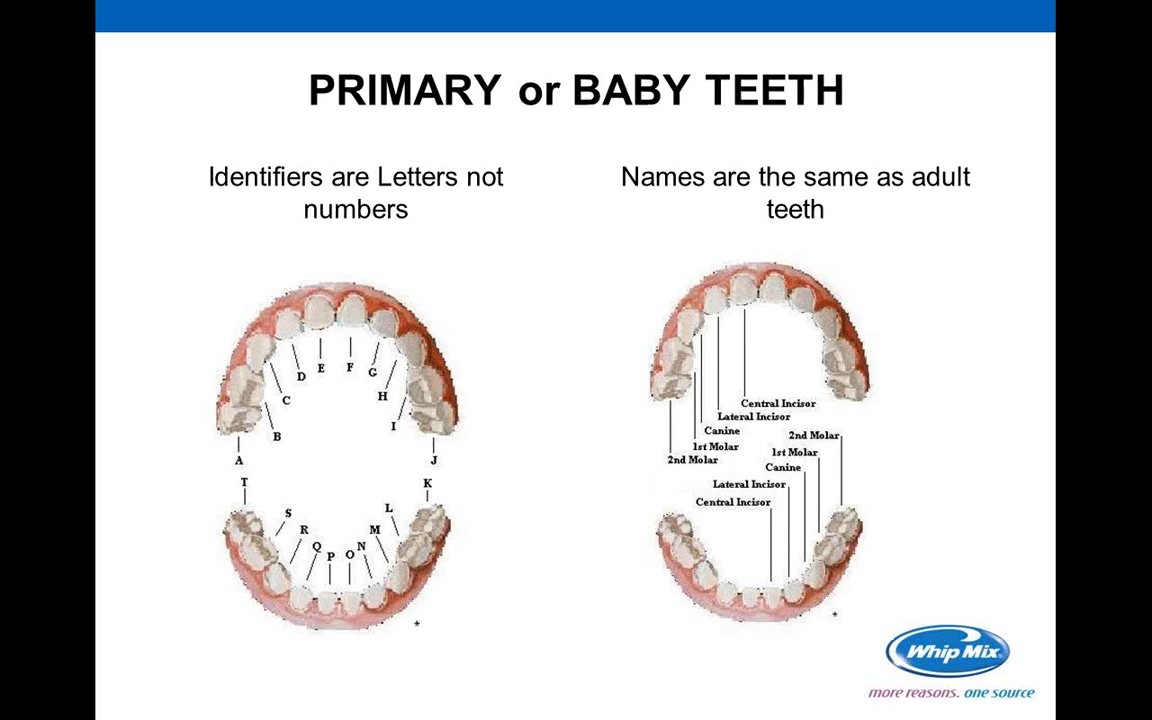 PRIMARY or BABY TEETH
Identifiers are Letters not
numbers
Names are the same as adult
teeth
E
F
D
G
C
H
B
I
A
J
T
K
S
L
R
M
Q
N
P
O
*
Central Incisor
Lateral Incisor
Canine
1st Molar
2nd Molar
2nd Molar
1st Molar
Canine
Lateral Incisor
Central Incisor
*
Whip Mix®
more reasons. one source